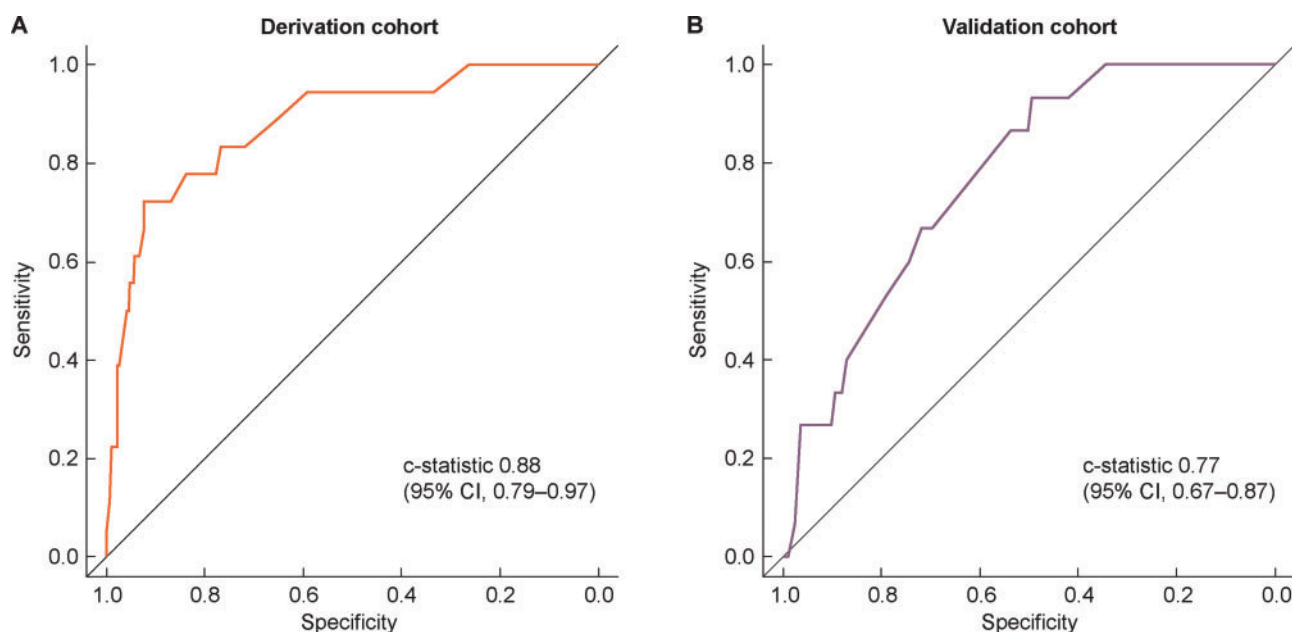 A
Derivation cohort
1.0
0.8
0.6
0.4
0.2
0.0
Sensitivity
c-statistic 0.88
(95% CI, 0.79–0.97)
1.0 0.8 0.6 0.4 0.2 0.0
Specificity
B
Validation cohort
1.0
0.8
0.6
0.4
0.2
0.0
Sensitivity
c-statistic 0.77
(95% CI, 0.67–0.87)
1.0 0.8 0.6 0.4 0.2 0.0
Specificity